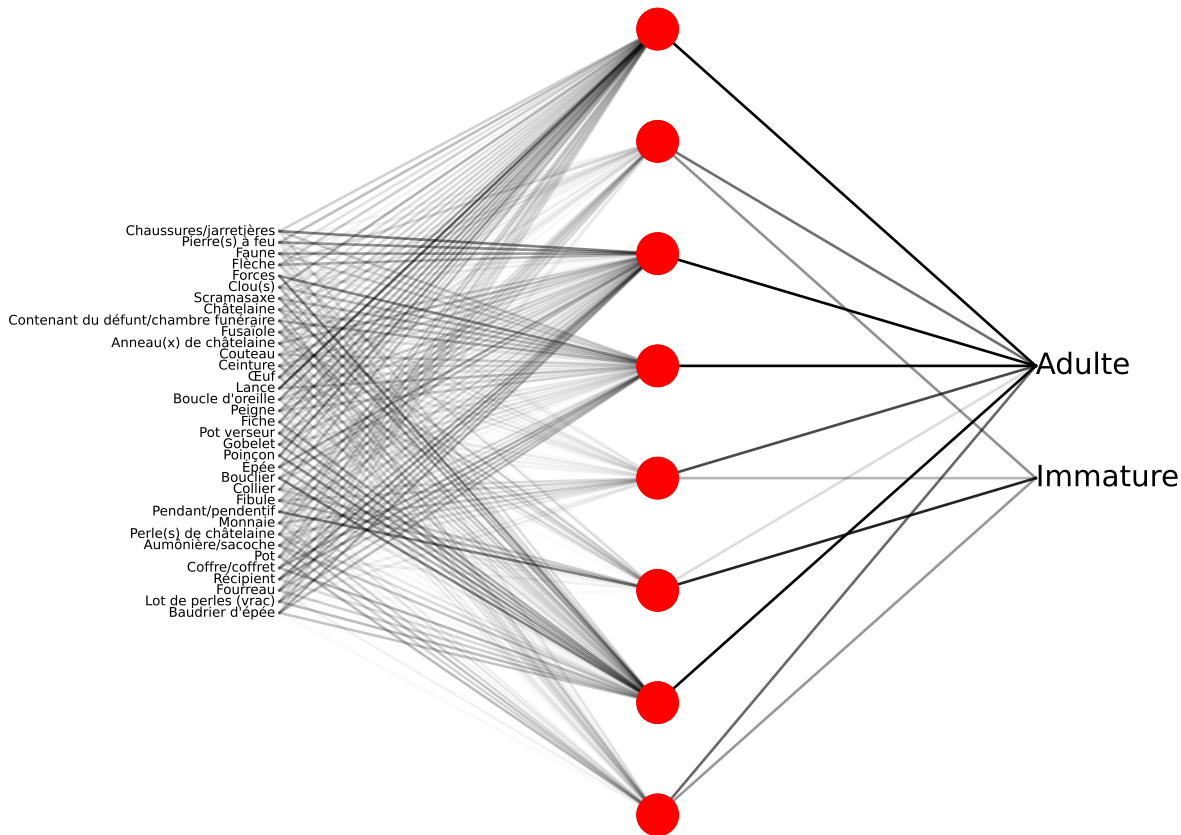 Chaussures/jarretières
Pierre(s) à feu
Faune
Flèche
Forces
Clou(s)
Scramasaxe
Châtelaine
Contenant du défunt/chambre funéraire
Fusaïole
Anneau(x) de châtelaine
Couteau
Ceinture
Œuf
Lance
Boucle d'oreille
Peigne
Fiche
Pot verseur
Gobelet
Poinçon
Épée
Bouclier
Collier
Fibule
Pendant/pendentif
Monnaie
Perle(s) de châtelaine
Aumônière/sacoche
Pot
Coffre/coffret
Récipient
Fourreau
Lot de perles (vrac)
Baudrier d'épée
Adulte
Immature